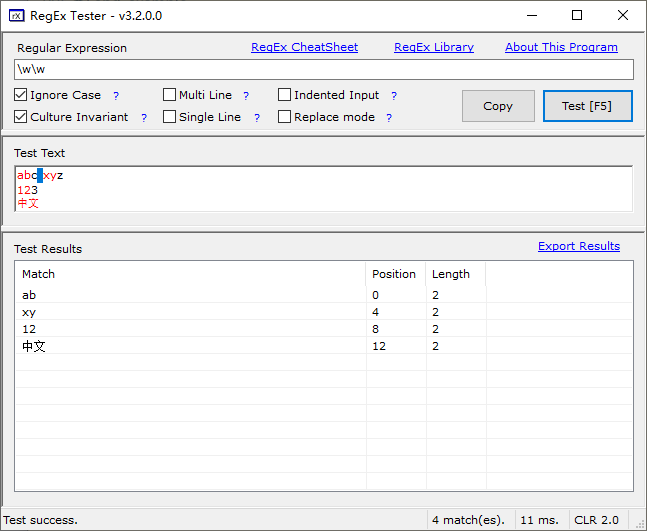 RegEx Tester - v3.2.0.0
Regular Expression RegEx CheatSheet RegEx Library About This Program
\w\w
Ignore Case ? Multi Line ? Indented Input ?
Culture Invariant ? Single Line ? Replace mode ?
Copy Test [F5]
Test Text
abc xyz
123
中文
Test Results Export Results
Match Position Length
ab 0 2
xy 4 2
12 8 2
中文 12 2
Test success. 4 match(es). 11 ms. CLR 2.0